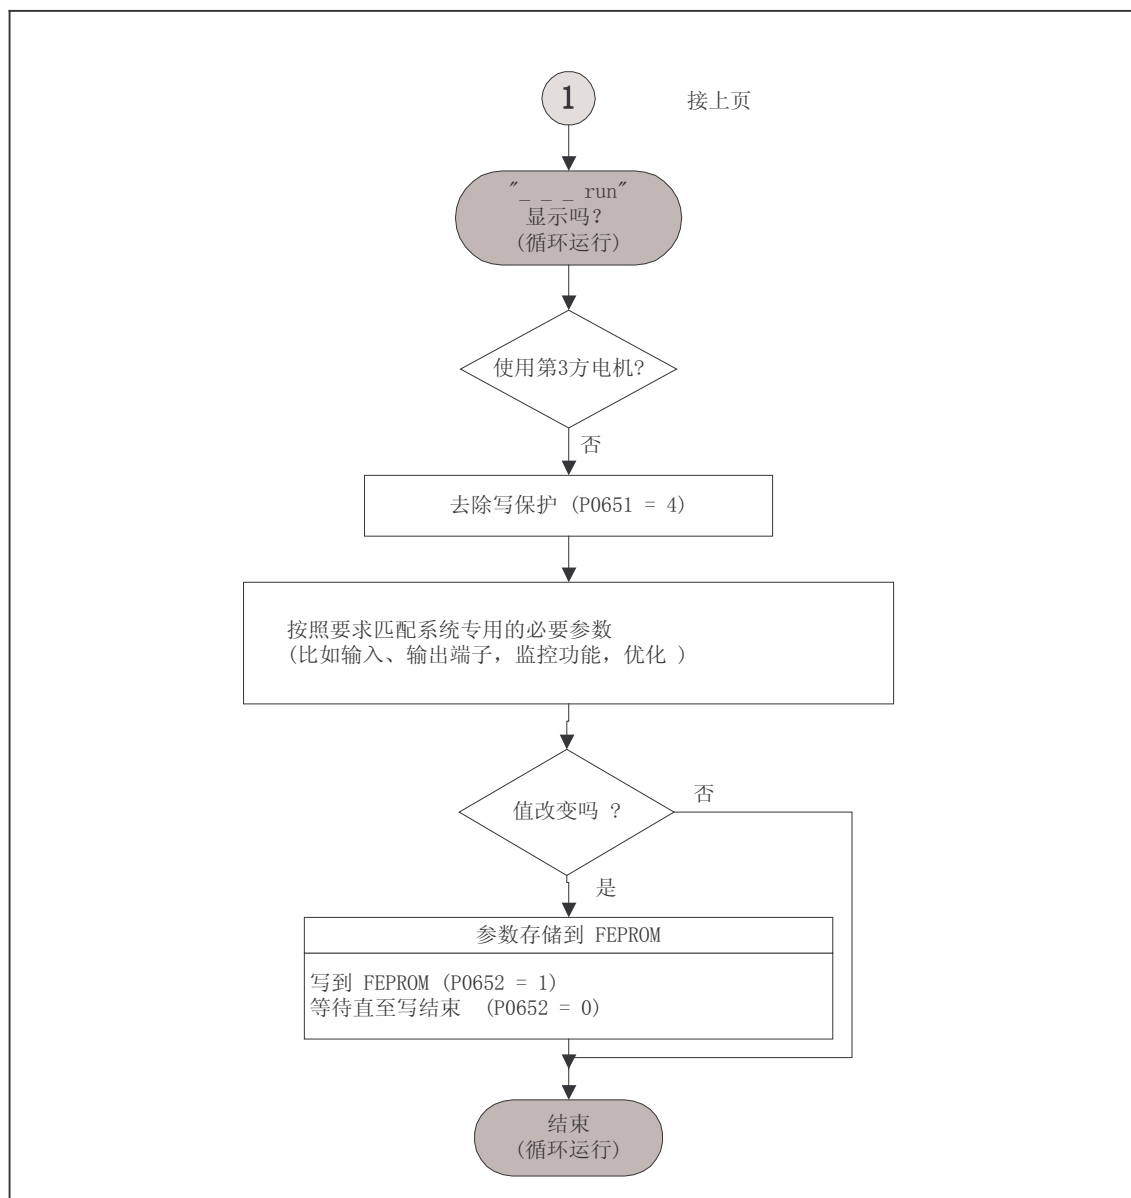 1
接上页
"_ _ _ run"
显示吗?
(循环运行)
使用第3方电机?
否
去除写保护 (P0651 = 4)
按照要求匹配系统专用的必要参数
(比如输入、输出端子, 监控功能, 优化 )
值改变吗 ?
否
是
参数存储到 FEPROM
写到 FEPROM (P0652 = 1)
等待直至写结束 (P0652 = 0)
结束
(循环运行)